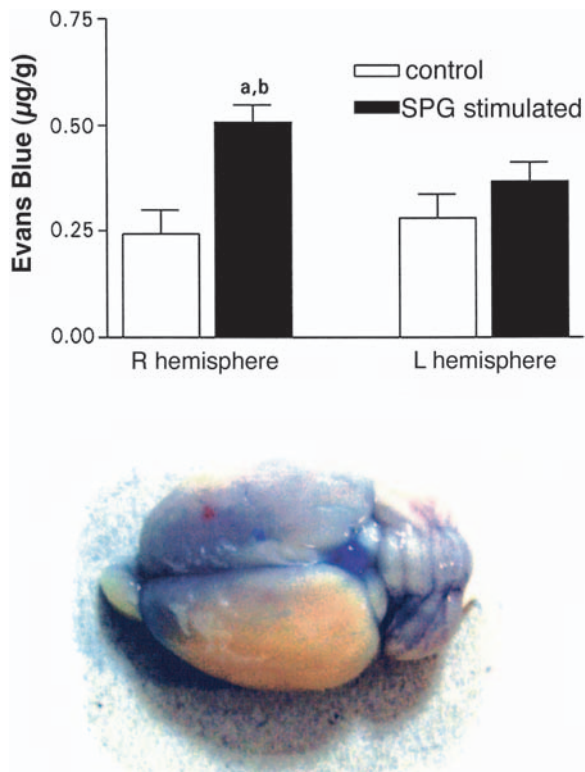 0.75
0.50
0.25
0.00
Evans Blue (µg/g)
a,b
control
SPG stimulated
R hemisphere
L hemisphere